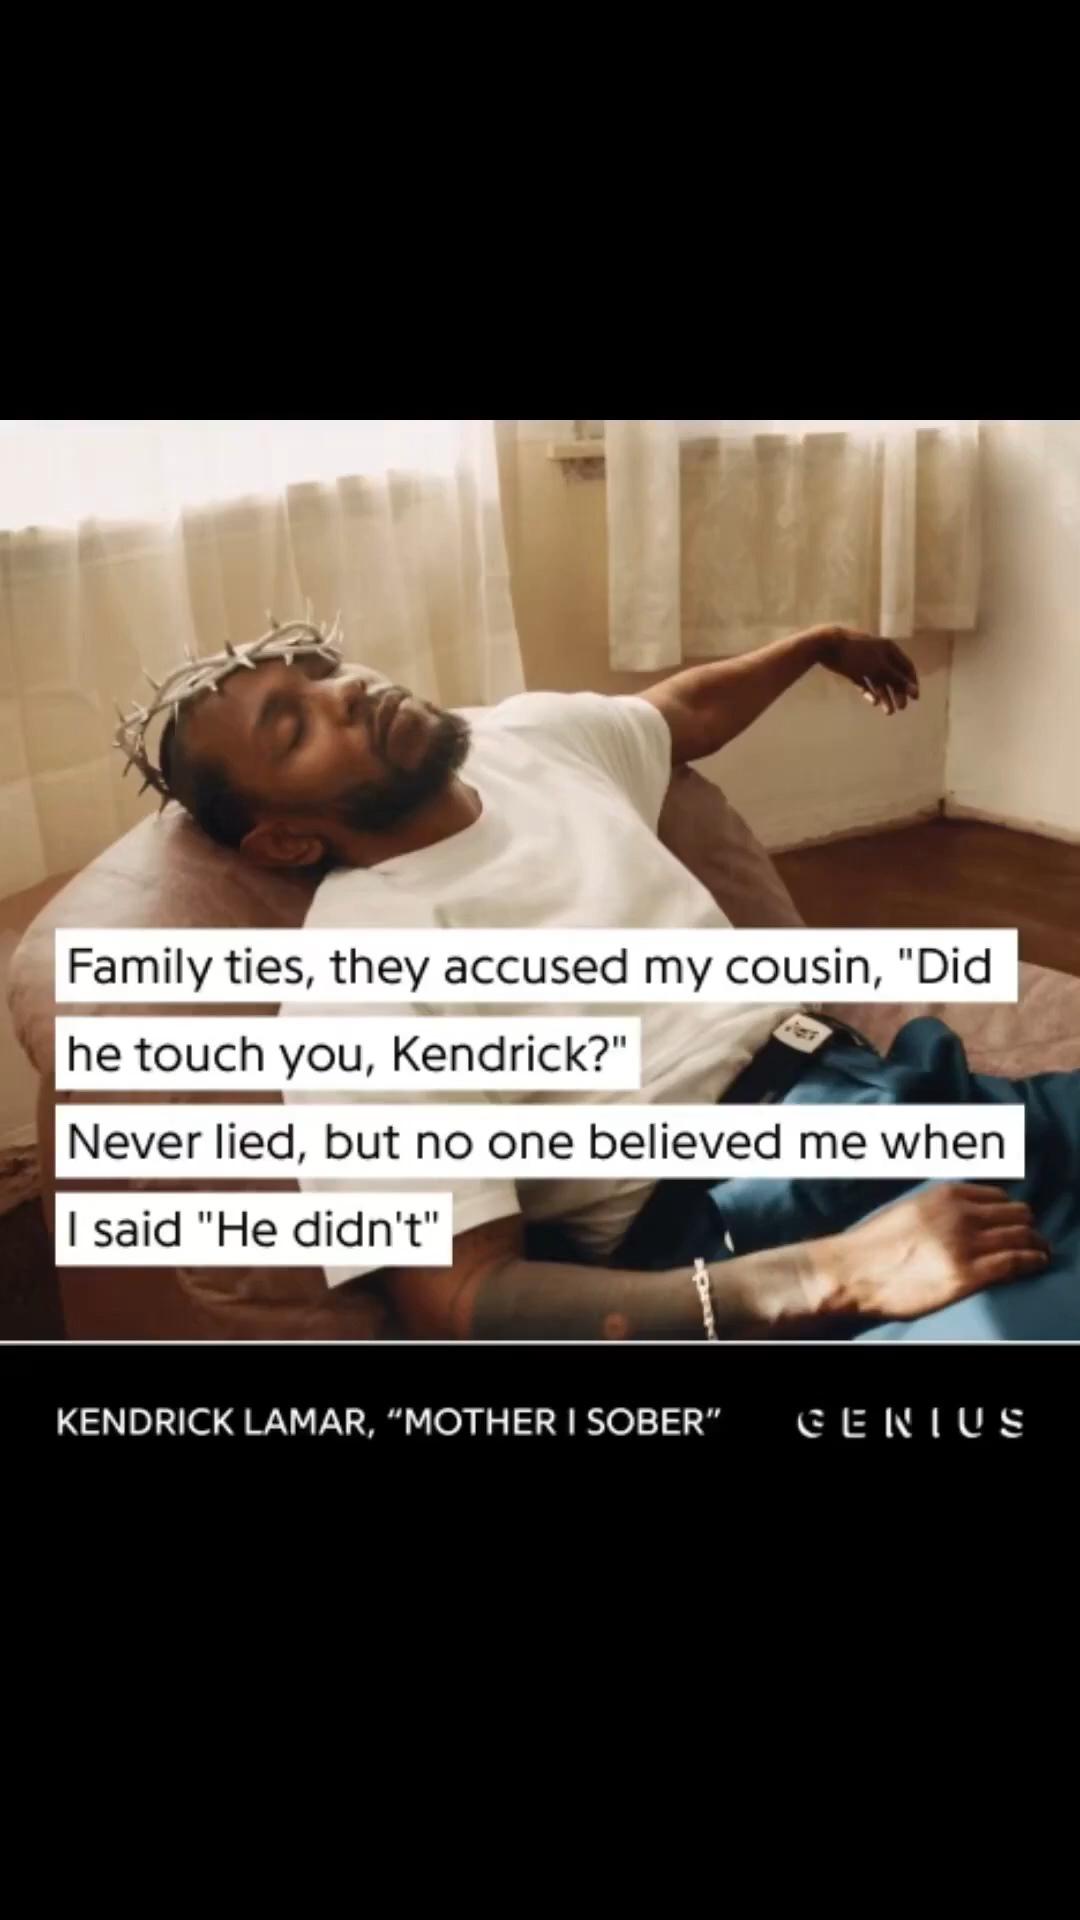 Family ties, they accused my cousin, "Did
he touch you, Kendrick?"
Never lied, but no one believed me when
I said "He didn't"
KENDRICK LAMAR, “MOTHER I SOBER”
GENIUS